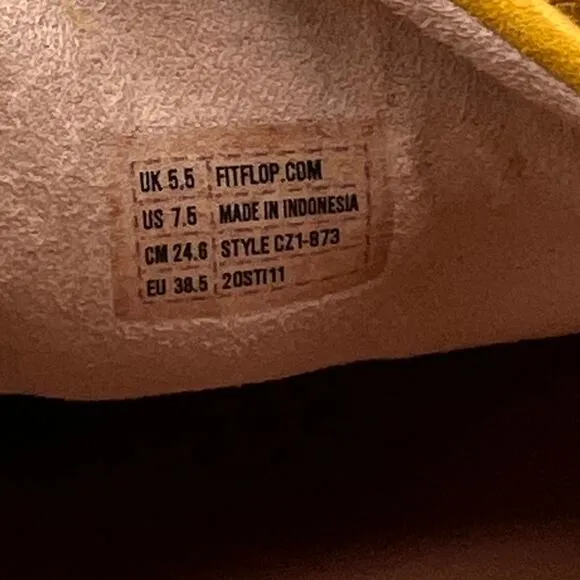 UK 5.5 FITFLOP.COM
US 7.5 MADE IN INDONESIA
CM 24.6 STYLE CZ1-873
EU 38.5 20STI11